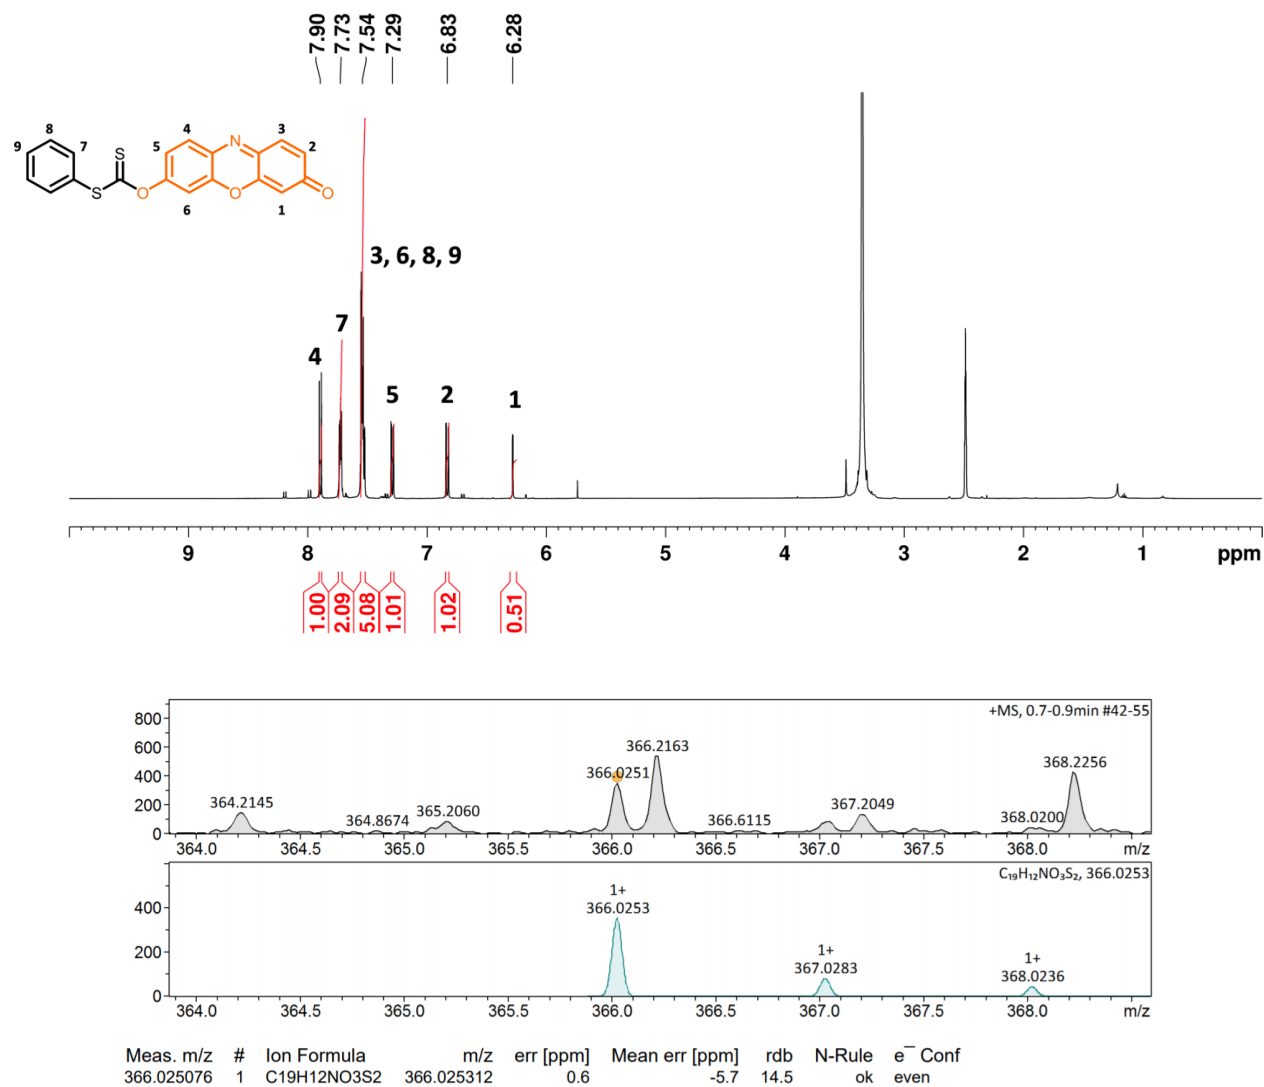 7.90 7.73 7.54 7.29 6.83 6.28
8 4 N 3
9 7 5 S 2
S O O O
6 1
3, 6, 8, 9
7
4
5 2 1
9 8 7 6 5 4 3 2 1 ppm
1.00 2.09 5.08 1.01 1.02 0.51
+MS, 0.7-0.9min #42-55
800
600
400
200
0
366.2163
366.0251
368.2256
364.2145
364.8674
365.2060
366.6115
367.2049
368.0200
364.0 364.5 365.0 365.5 366.0 366.5 367.0 367.5 368.0 m/z
C₁₉H₁₂NO₃S₂, 366.0253
400
200
0
1+
366.0253
1+
367.0283
1+
368.0236
364.0 364.5 365.0 365.5 366.0 366.5 367.0 367.5 368.0 m/z
Meas. m/z # Ion Formula m/z err [ppm] Mean err [ppm] rdb N-Rule e¯ Conf
366.025076 1 C19H12NO3S2 366.025312 0.6 -5.7 14.5 ok even